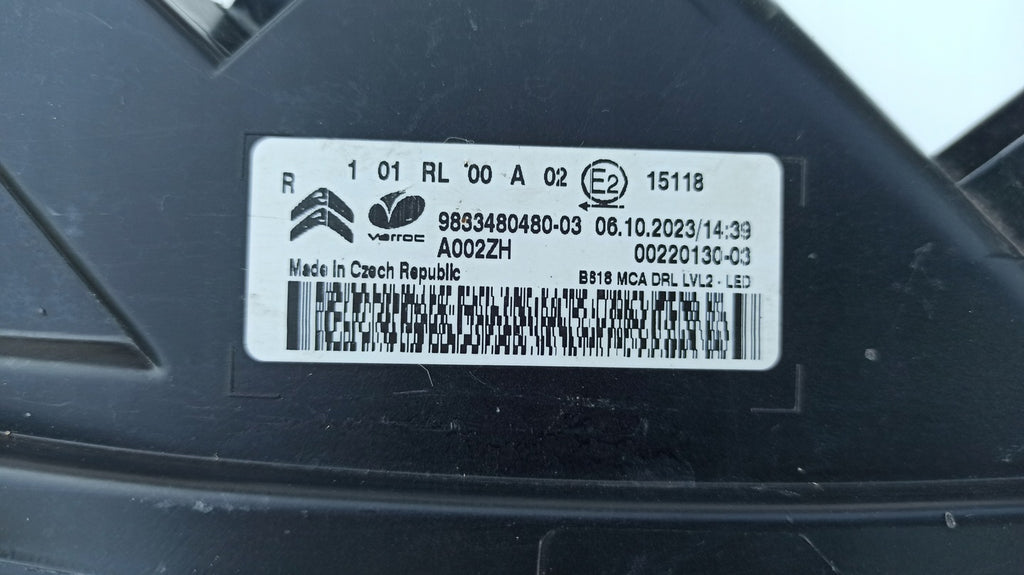 R 1 01 RL 00 A 02 E2 15118
varroc
9833480480-03 06.10.2023/14:39
A002ZH 00220130-03
Made in Czech Republic B618 MCA DRL LVL2 - LED